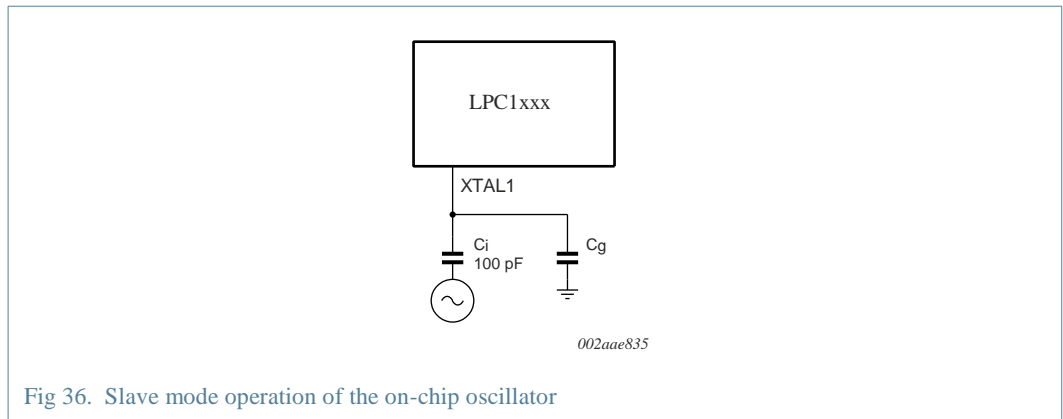 LPC1xxx
XTAL1
Ci
100 pF
Cg
002aae835
Fig 36. Slave mode operation of the on-chip oscillator